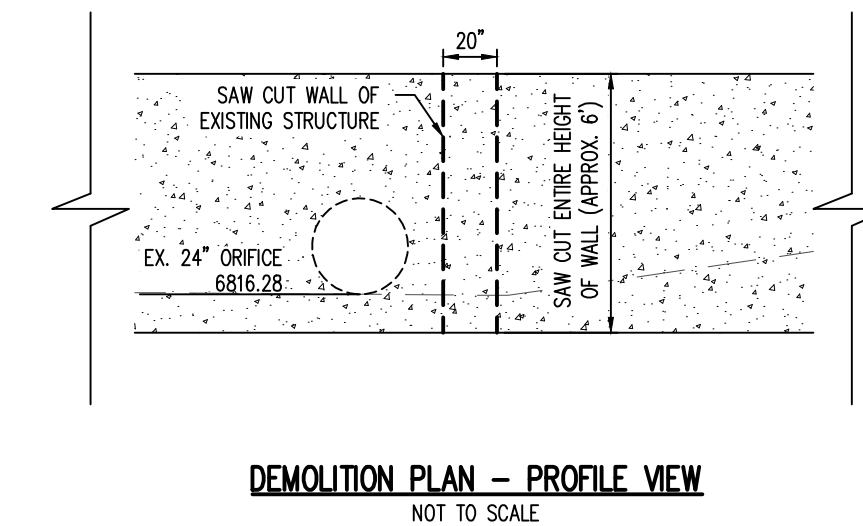 20"
SAW CUT WALL OF
EXISTING STRUCTURE
SAW CUT ENTIRE HEIGHT
OF WALL (APPROX. 6')
EX. 24" ORIFICE
6816.28
DEMOLITION PLAN - PROFILE VIEW
NOT TO SCALE